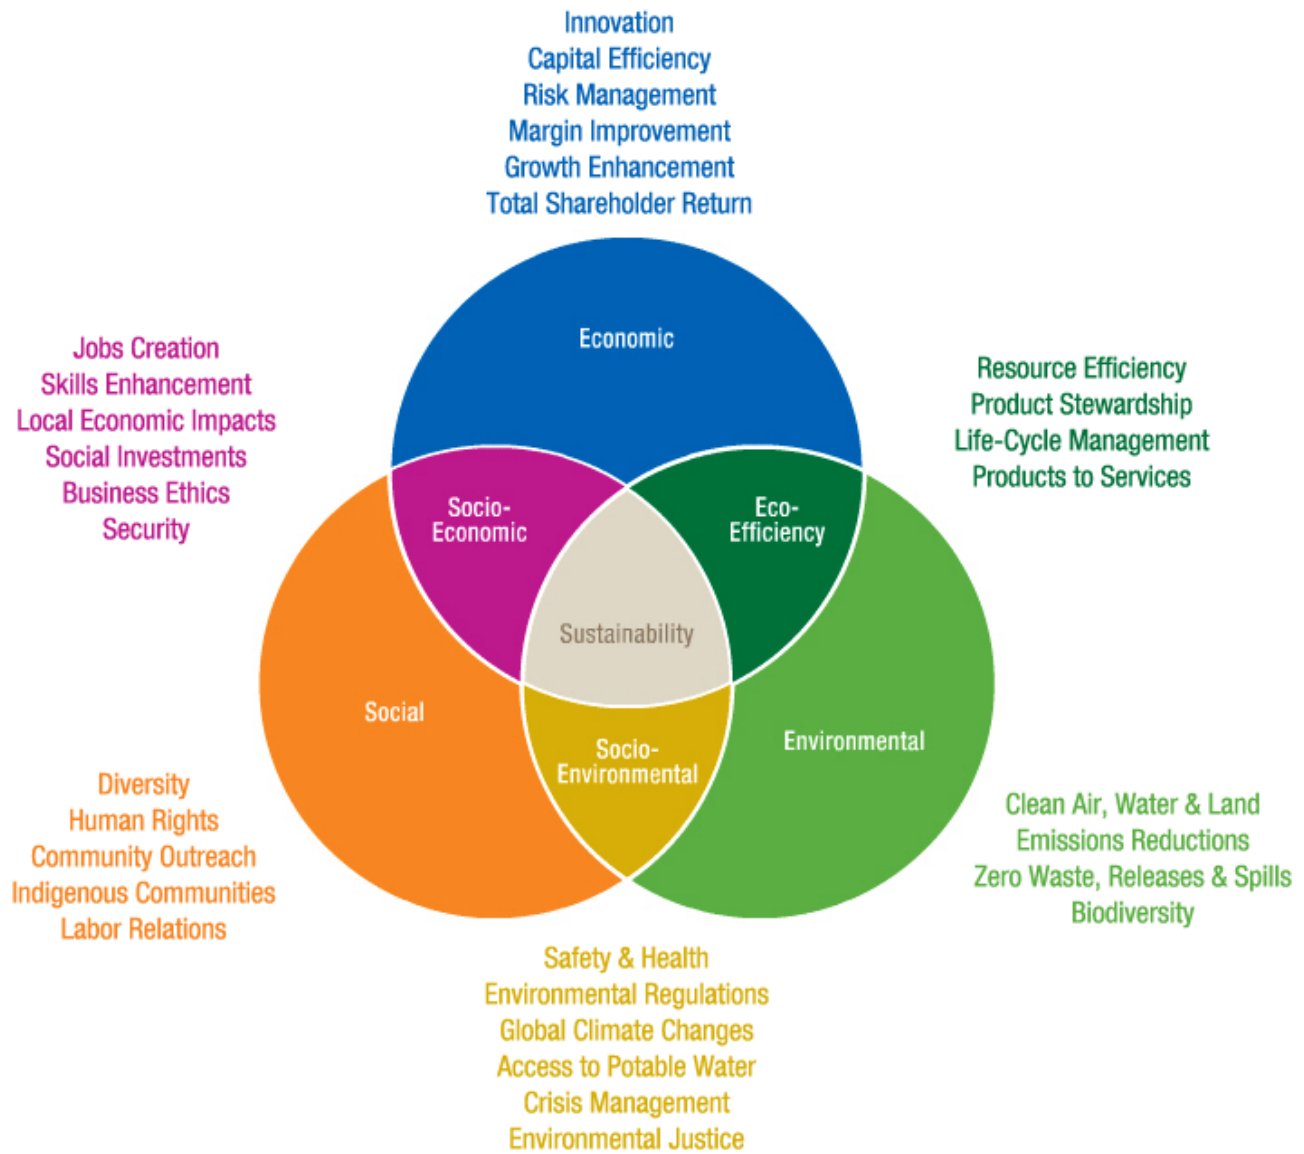 Innovation
Capital Efficiency
Risk Management
Margin Improvement
Growth Enhancement
Total Shareholder Return
Economic
Jobs Creation
Skills Enhancement
Local Economic Impacts
Social Investments
Business Ethics
Security
Resource Efficiency
Product Stewardship
Life-Cycle Management
Products to Services
Socio-
Economic
Eco-
Efficiency
Sustainability
Social
Environmental
Socio-
Environmental
Diversity
Human Rights
Community Outreach
Indigenous Communities
Labor Relations
Clean Air, Water & Land
Emissions Reductions
Zero Waste, Releases & Spills
Biodiversity
Safety & Health
Environmental Regulations
Global Climate Changes
Access to Potable Water
Crisis Management
Environmental Justice